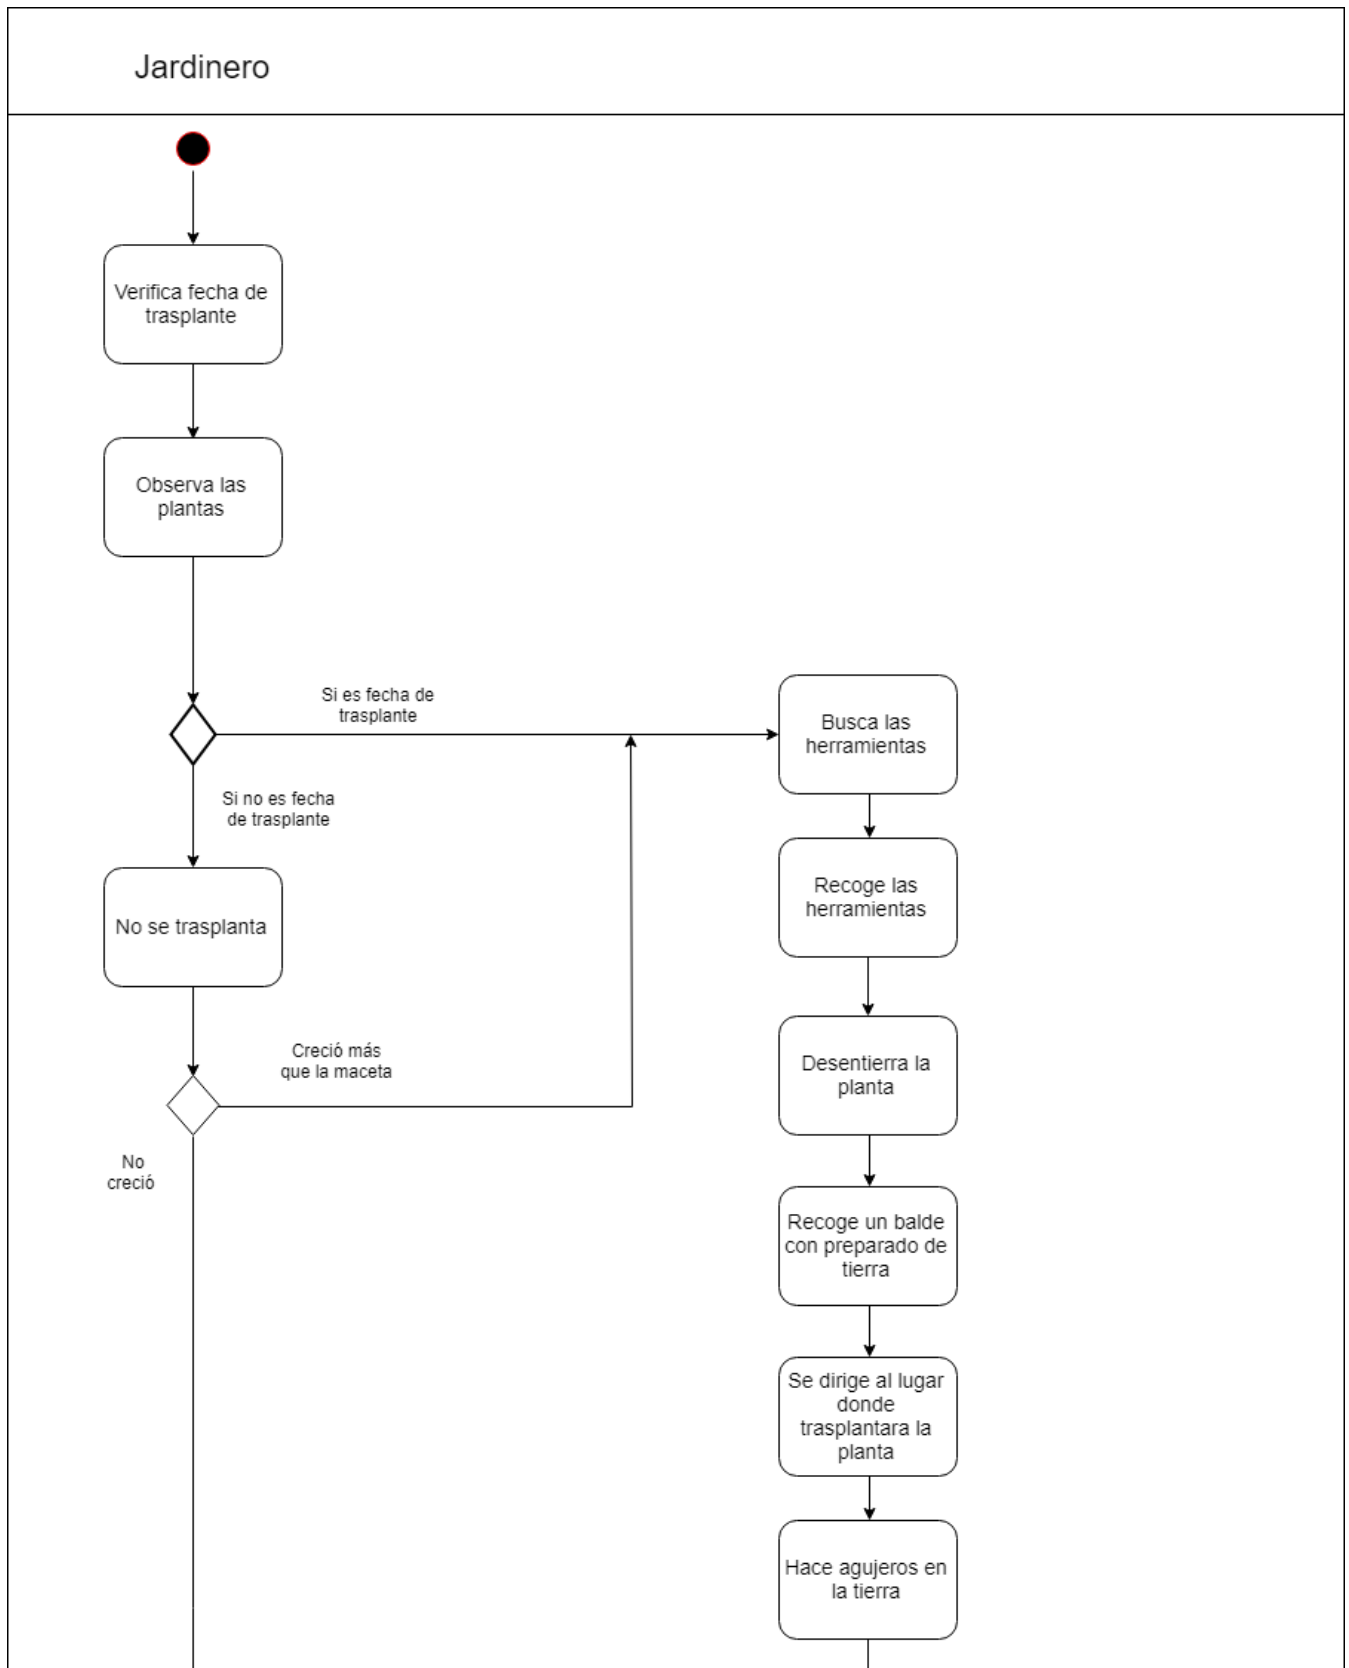 Jardinero
Verifica fecha de
trasplante
Observa las
plantas
Si es fecha de
trasplante
Busca las
herramientas
Si no es fecha
de trasplante
Recoge las
herramientas
No se trasplanta
Creció más
que la maceta
Desentierra la
planta
No
creció
Recoge un balde
con preparado de
tierra
Se dirige al lugar
donde
trasplantara la
planta
Hace agujeros en
la tierra